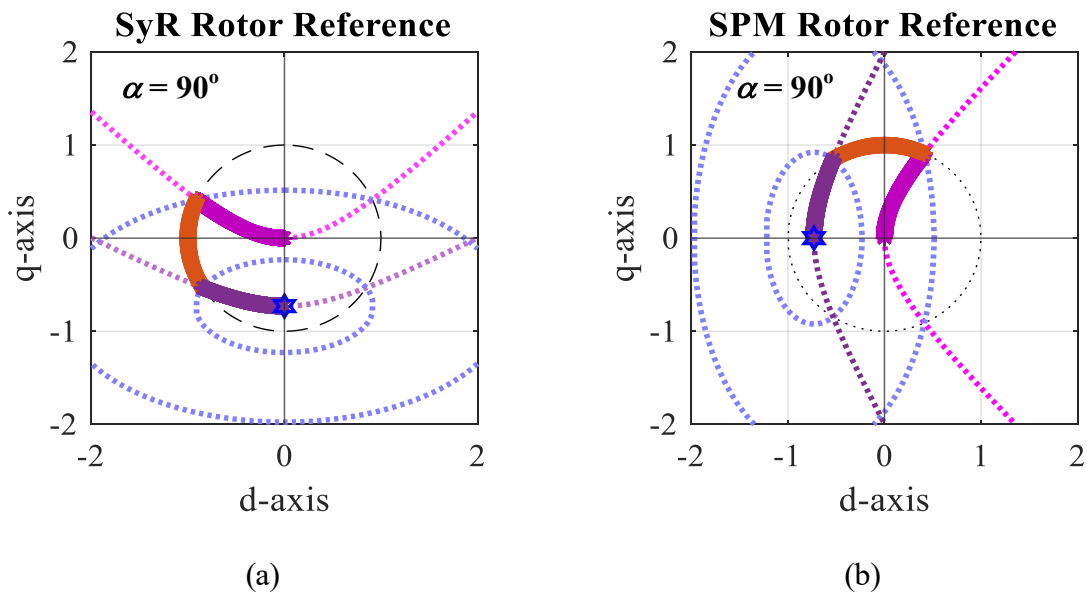 SyR Rotor Reference
α = 90°
2
1
0
-1
-2
-2
0
2
q-axis
d-axis
(a)
SPM Rotor Reference
α = 90°
2
1
0
-1
-2
-2
-1
0
1
2
q-axis
d-axis
(b)